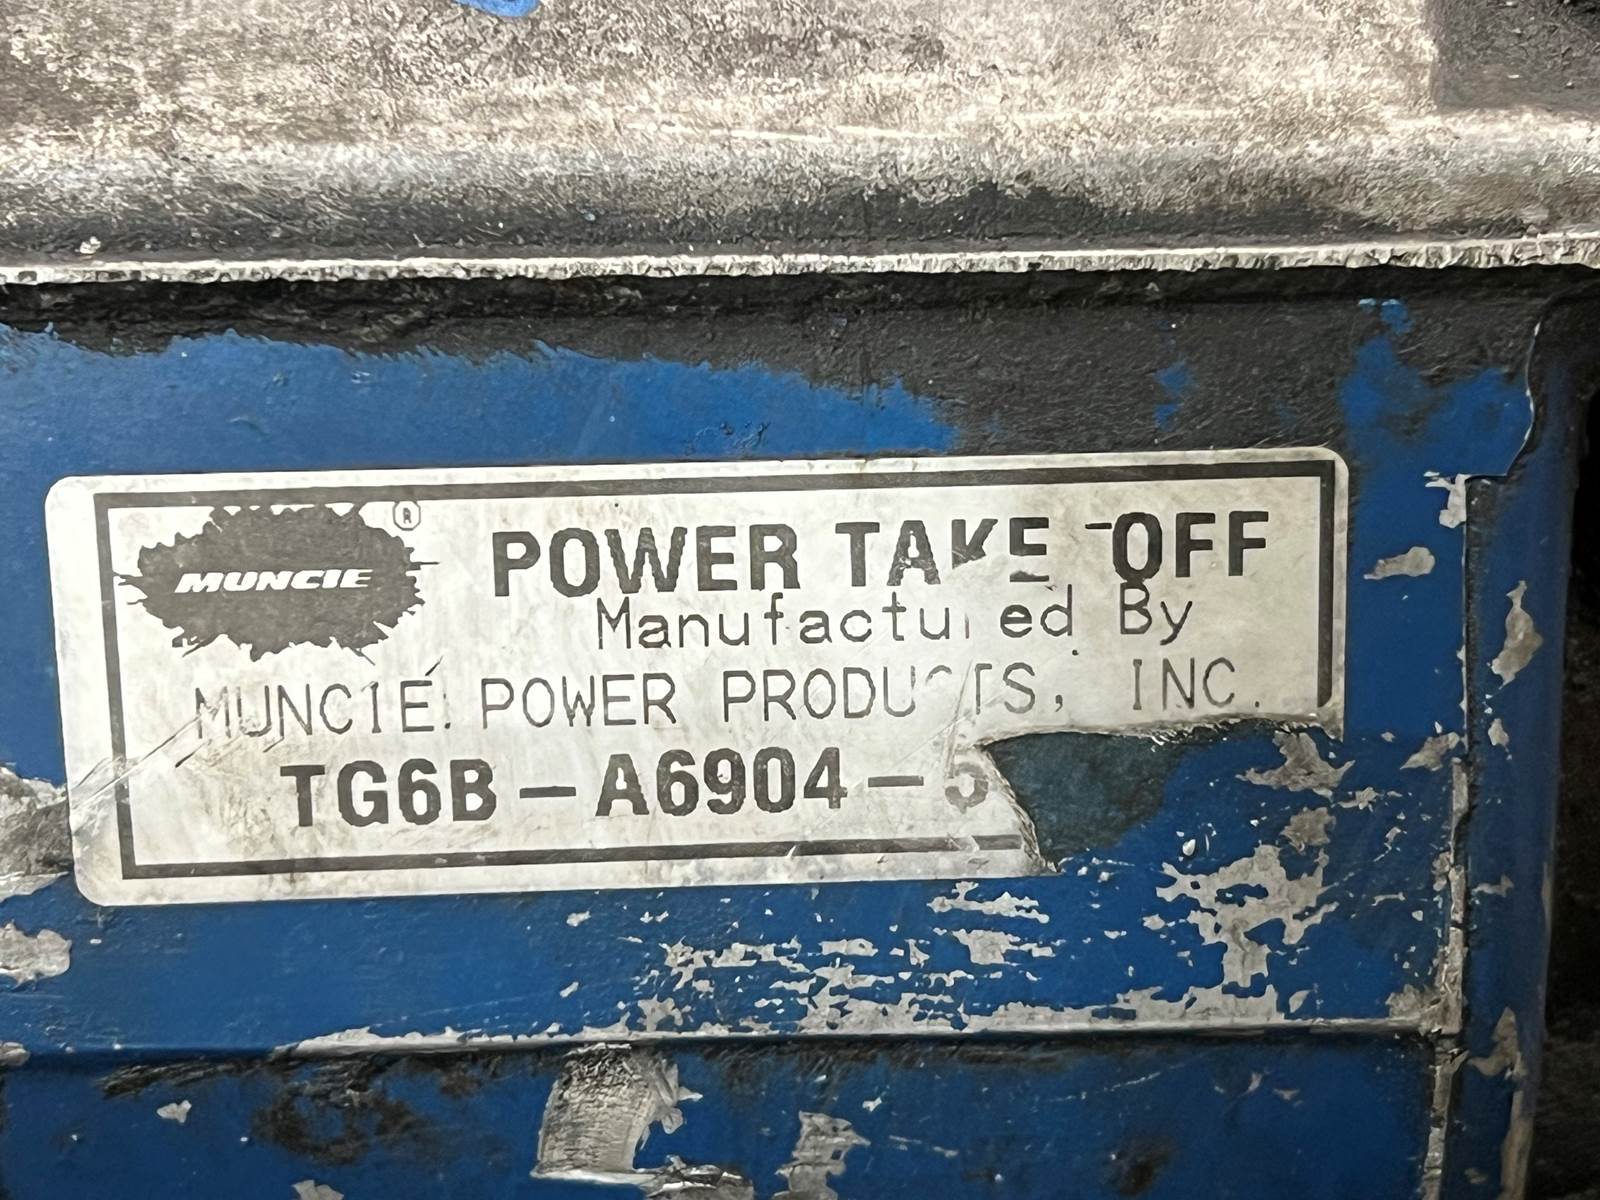 MUNCIE ®
POWER TAKE-OFF
Manufactured By
MUNCIE POWER PRODUCTS, INC.
TG6B-A6904-